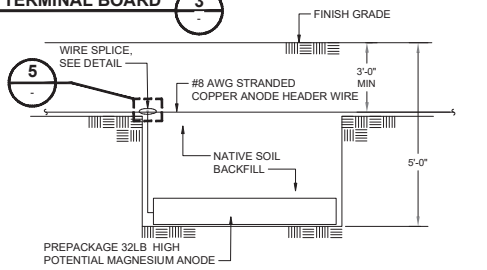 TERMINAL BOARD
3
-
FINISH GRADE
WIRE SPLICE,
SEE DETAIL
5
-
#8 AWG STRANDED
COPPER ANODE HEADER WIRE
3'-0"
MIN
5'-0"
NATIVE SOIL
BACKFILL
PREPACKAGE 32LB HIGH
POTENTIAL MAGNESIUM ANODE